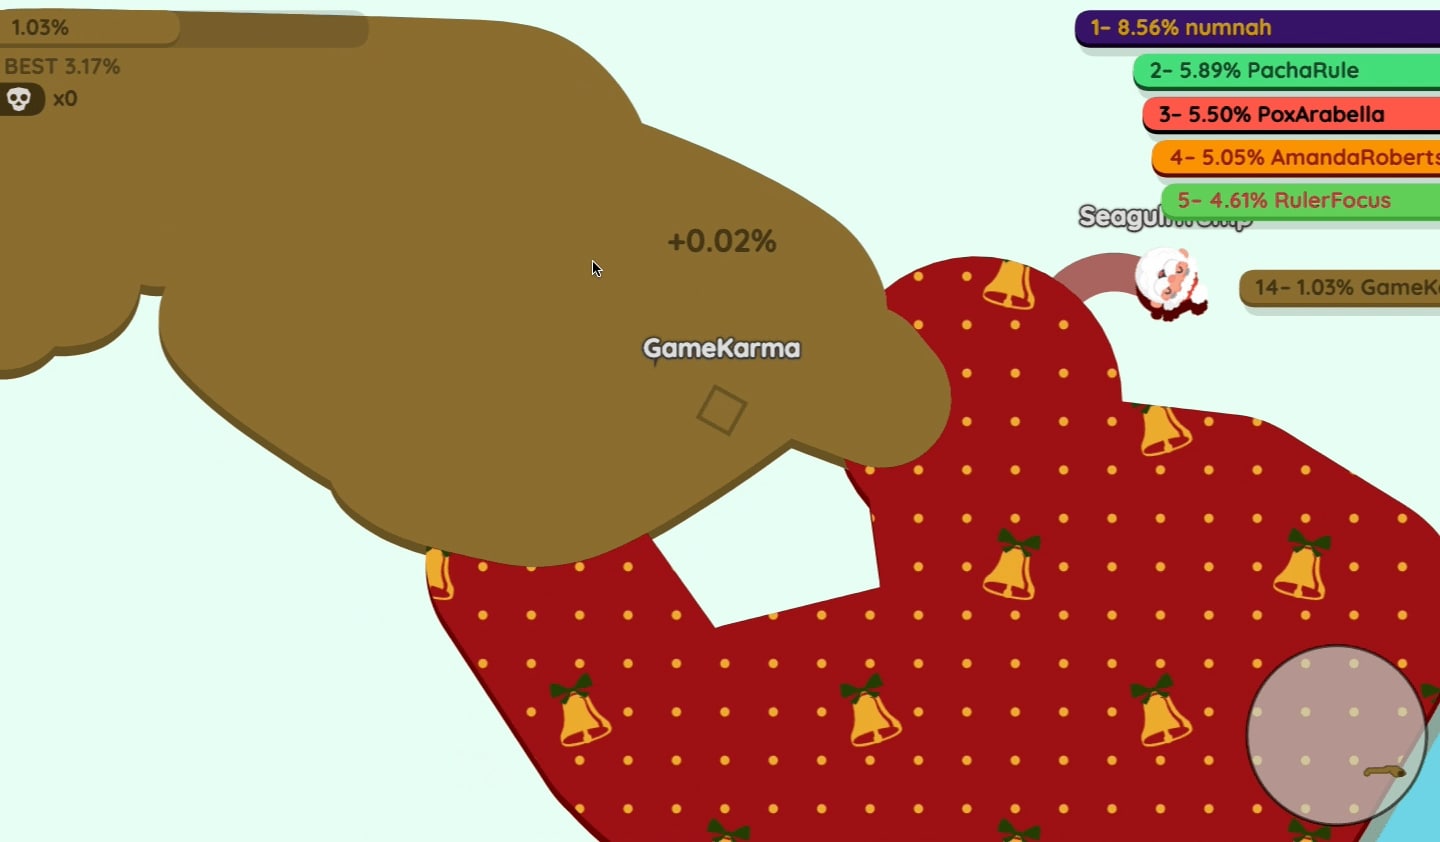 1.03%
BEST 3.17%
x0
1- 8.56% numnah
2- 5.89% PachaRule
3- 5.50% PoxArabella
4- 5.05% AmandaRoberts
5- 4.61% RulerFocus
14- 1.03% GameK
+0.02%
GameKarma